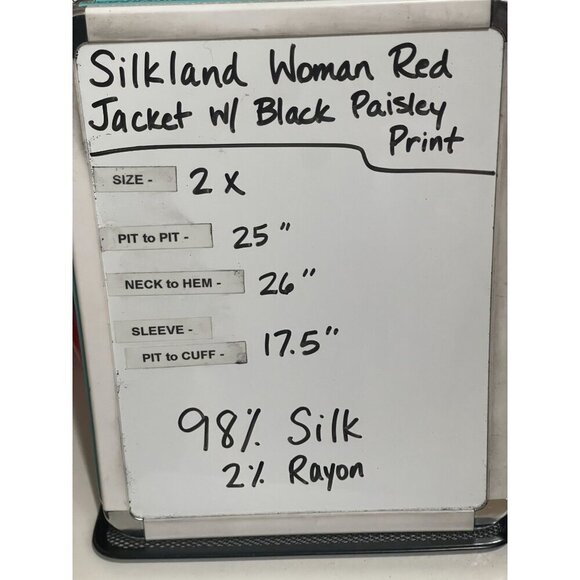 Silkland Woman Red
Jacket w/ Black Paisley
Print
SIZE - 2X
PIT to PIT - 25"
NECK to HEM - 26"
SLEEVE -
PIT to CUFF - 17.5"
98% Silk
2% Rayon